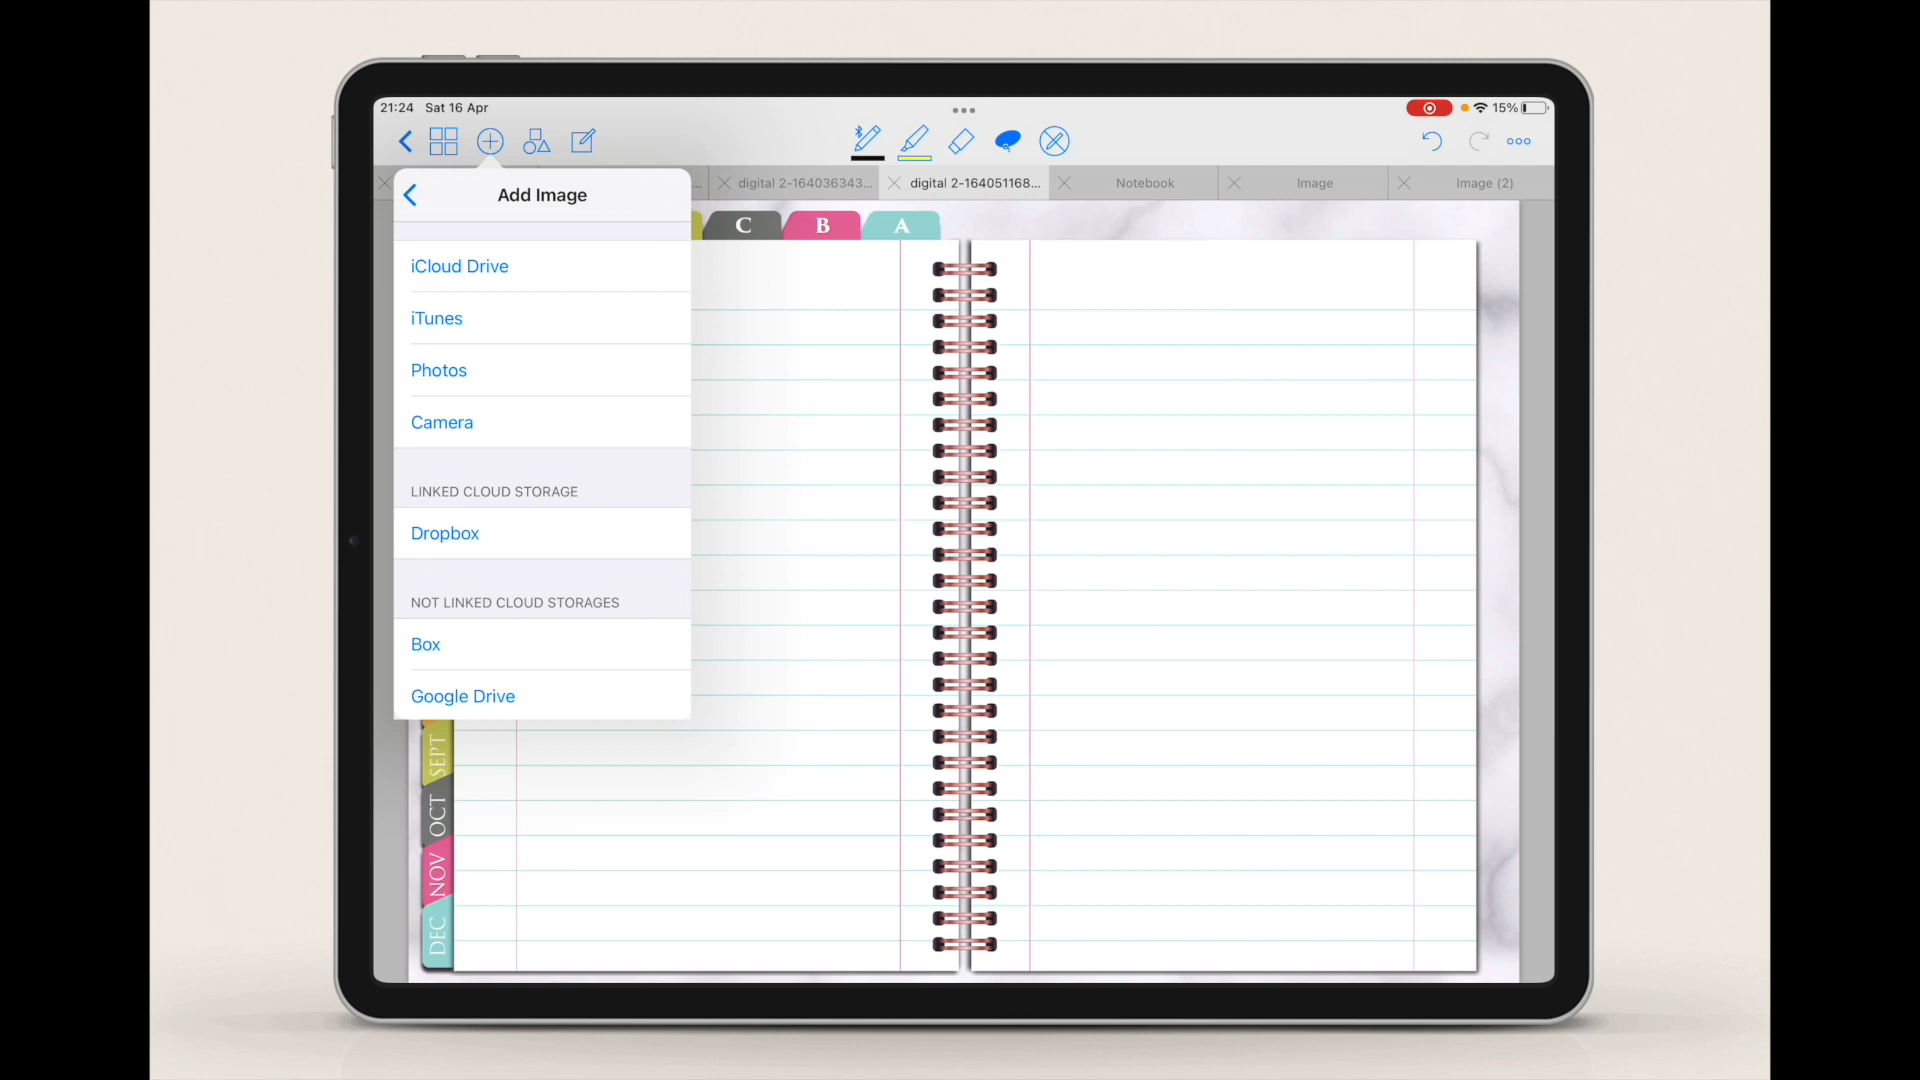 21:24 Sat 16 Apr
15%
...
digital 2-164036343...
digital 2-164051168...
Notebook
Image
Image (2)
Add Image
iCloud Drive
iTunes
Photos
Camera
LINKED CLOUD STORAGE
Dropbox
NOT LINKED CLOUD STORAGES
Box
Google Drive
C
B
A
SEPT
OCT
NOV
DEC